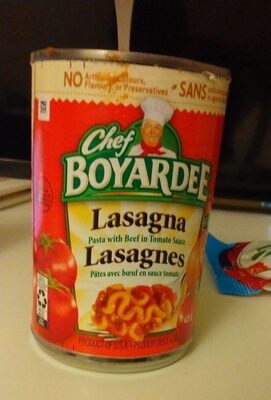 NO Artificial Colours,
Flavours, or Preservatives
SANS
Chef
BOYARDEE
Lasagna
Pasta with Beef in Tomato Sauce
Lasagnes
Pâtes avec bœuf en sauce tomate
PRODUCT OF U.S.A.